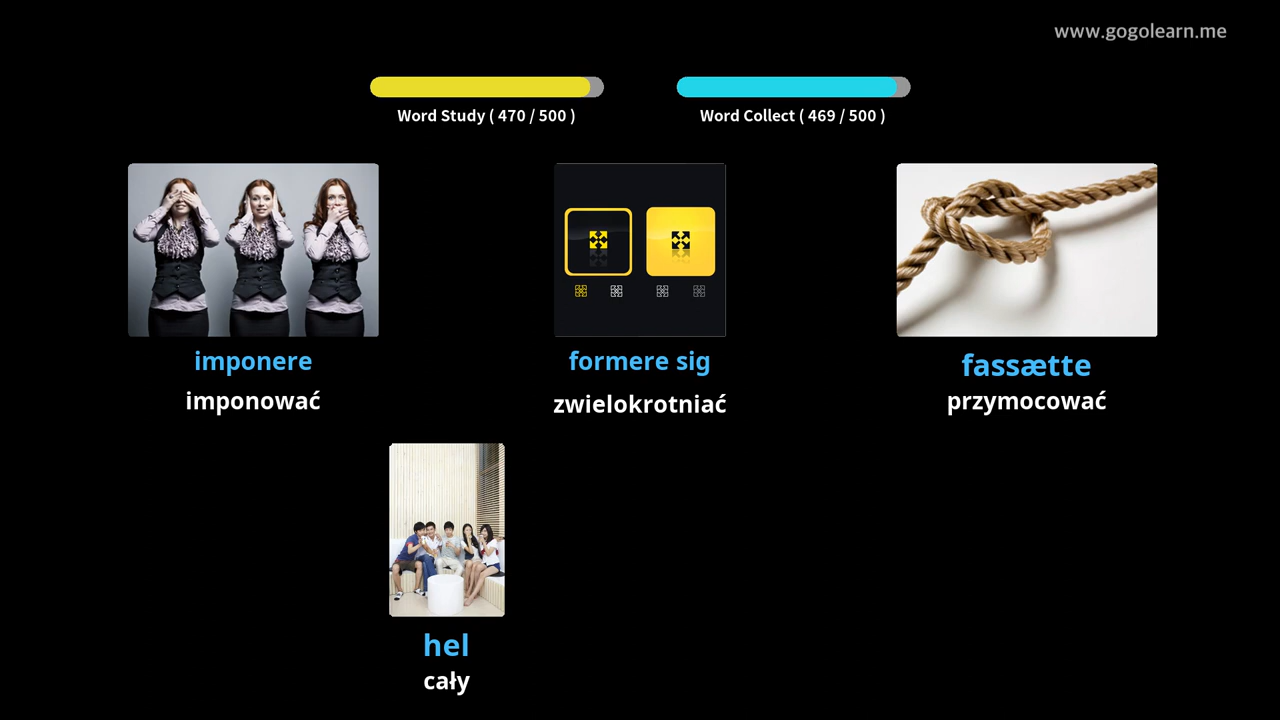 www.gogolearn.me
Word Study ( 470 / 500 )
Word Collect ( 469 / 500 )
imponere
imponować
formere sig
zwielokrotniać
fassætte
przymocować
hel
cały